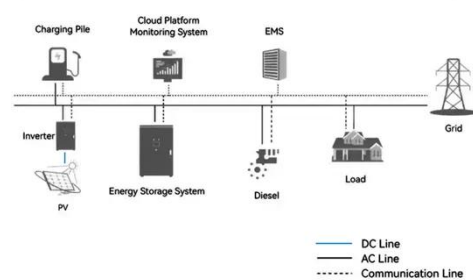 Charging Pile
Cloud Platform
Monitoring System
EMS
Grid
Inverter
PV
Energy Storage System
Diesel
Load
DC Line
AC Line
Communication Line